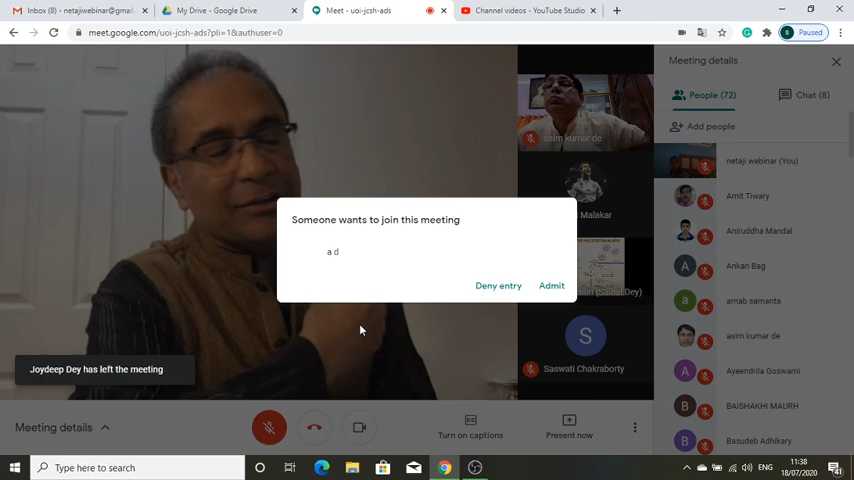 Inbox (8) - netajiwebinar@gmail.
My Drive - Google Drive
Meet - uoi-jcsh-ads
Channel videos - YouTube Studio
meet.google.com/uoi-jcsh-ads?pli=1&authuser=0
Paused
Meeting details
People (72)
Chat (8)
Add people
netaji webinar (You)
Amit Tiwary
Aniruddha Mandal
Ankan Bag
arnab samanta
asim kumar de
Ayeendrila Goswami
BAISHAKHI MAURH
Basudeb Adhikary
asim kumar de
Malakar
(Saibal Dey)
S
Saswati Chakraborty
Someone wants to join this meeting
a d
Deny entry
Admit
Joydeep Dey has left the meeting
Meeting details
Turn on captions
Present now
Type here to search
ENG
11:38
18/07/2020
41